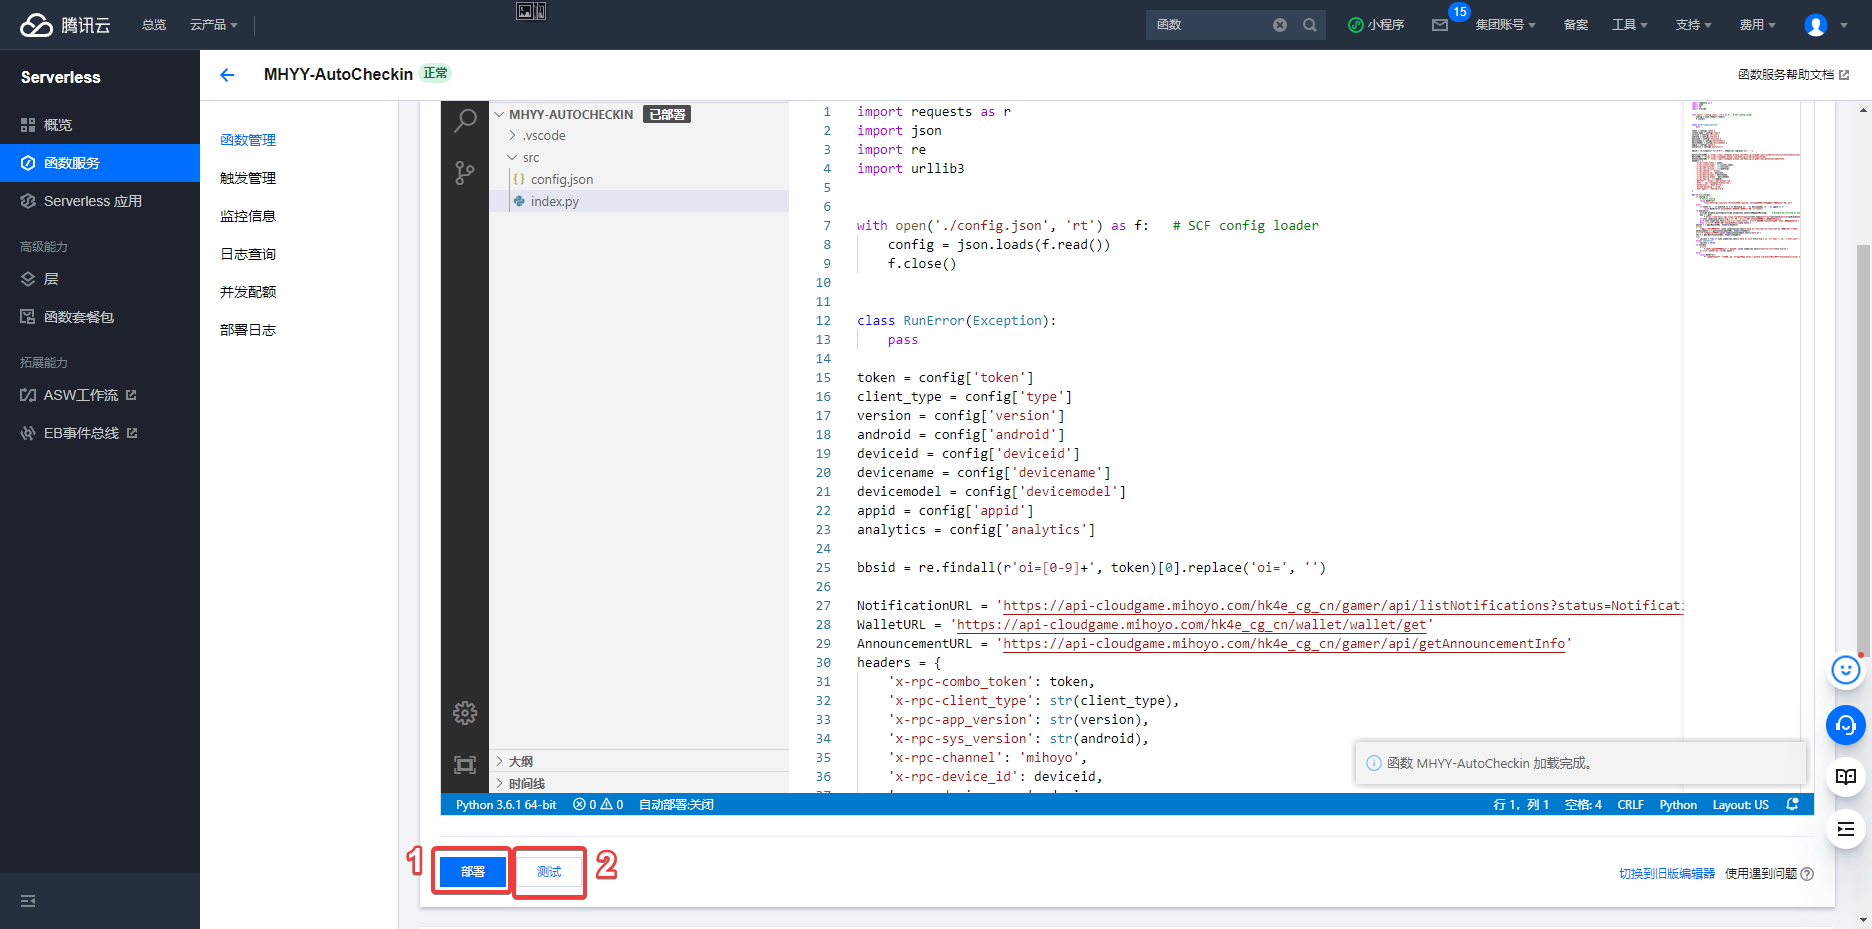 腾讯云
总览
云产品
函数
小程序
15
集团账号
备案
工具
支持
费用
Serverless
MHYY-AutoCheckin
正常
函数服务帮助文档
概览
函数服务
Serverless 应用
高级能力
层
函数套餐包
拓展能力
ASW工作流
EB事件总线
函数管理
触发管理
监控信息
日志查询
并发配额
部署日志
MHYY-AUTOCHECKIN
已部署
.vscode
src
{} config.json
index.py
大纲
时间线
1 import requests as r
2 import json
3 import re
4 import urllib3
5
6
7 with open('./config.json', 'rt') as f:   # SCF config loader
8     config = json.loads(f.read())
9     f.close()
10
11
12 class RunError(Exception):
13     pass
14
15 token = config['token']
16 client_type = config['type']
17 version = config['version']
18 android = config['android']
19 deviceid = config['deviceid']
20 devicename = config['devicename']
21 devicemodel = config['devicemodel']
22 appid = config['appid']
23 analytics = config['analytics']
24
25 bbsid = re.findall(r'oi=[0-9]+', token)[0].replace('oi=', '')
26
27 NotificationURL = 'https://api-cloudgame.mihoyo.com/hk4e_cg_cn/gamer/api/listNotifications?status=Notificati
28 WalletURL = 'https://api-cloudgame.mihoyo.com/hk4e_cg_cn/wallet/wallet/get'
29 AnnouncementURL = 'https://api-cloudgame.mihoyo.com/hk4e_cg_cn/gamer/api/getAnnouncementInfo'
30 headers = {
31     'x-rpc-combo_token': token,
32     'x-rpc-client_type': str(client_type),
33     'x-rpc-app_version': str(version),
34     'x-rpc-sys_version': str(android),
35     'x-rpc-channel': 'mihoyo',
36     'x-rpc-device_id': deviceid,
函数 MHYY-AutoCheckin 加载完成。
Python 3.6.1 64-bit
0
0
自动部署:关闭
行 1，列 1
空格: 4
CRLF
Python
Layout: US
1
部署
测试
2
切换到旧版编辑器
使用遇到问题